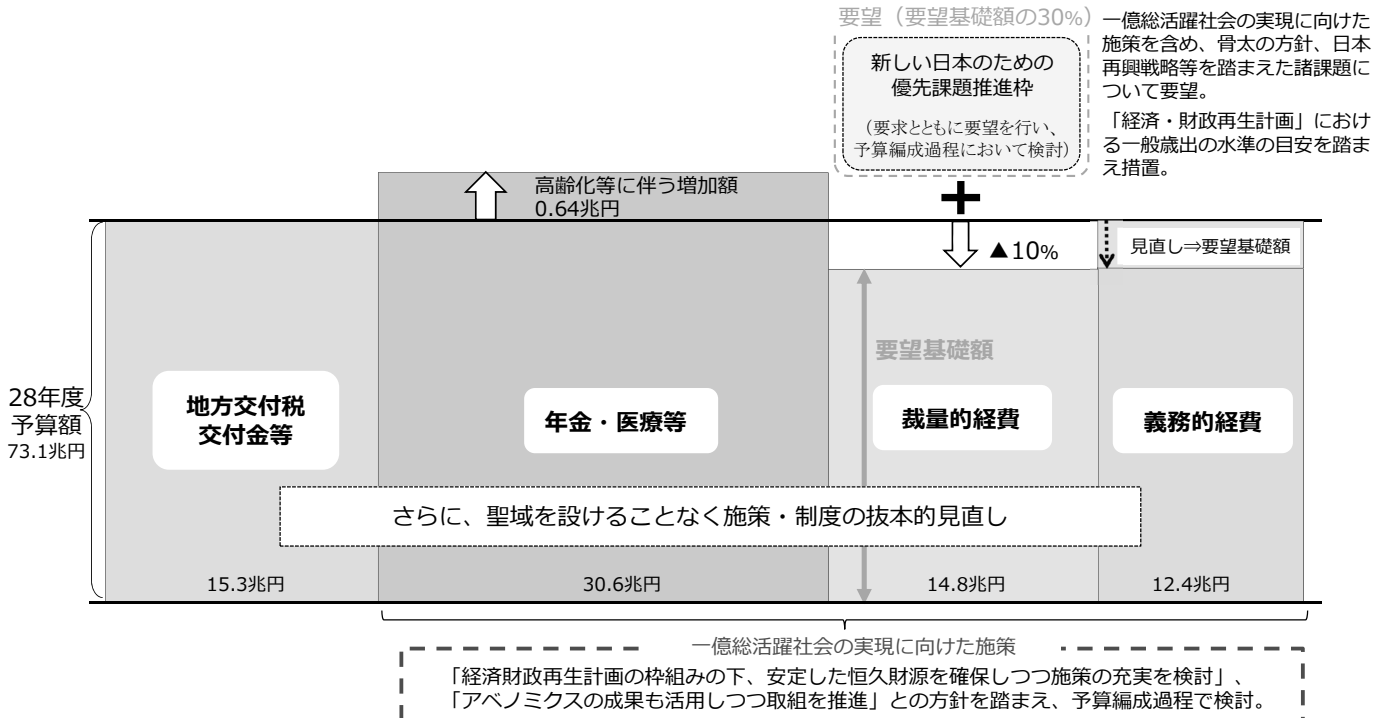 要望（要望基礎額の30%）
新しい日本のための
優先課題推進枠
（要求とともに要望を行い、
予算編成過程において検討）
一億総活躍社会の実現に向けた
施策を含め、骨太の方針、日本
再興戦略等を踏まえた諸課題に
ついて要望。
「経済・財政再生計画」におけ
る一般歳出の水準の目安を踏ま
え措置。
高齢化等に伴う増加額
0.64兆円
＋
▲10%
見直し⇒要望基礎額
要望基礎額
28年度
予算額
73.1兆円
地方交付税
交付金等
年金・医療等
裁量的経費
義務的経費
さらに、聖域を設けることなく施策・制度の抜本的見直し
15.3兆円
30.6兆円
14.8兆円
12.4兆円
一億総活躍社会の実現に向けた施策
「経済財政再生計画の枠組みの下、安定した恒久財源を確保しつつ施策の充実を検討」、
「アベノミクスの成果も活用しつつ取組を推進」との方針を踏まえ、予算編成過程で検討。